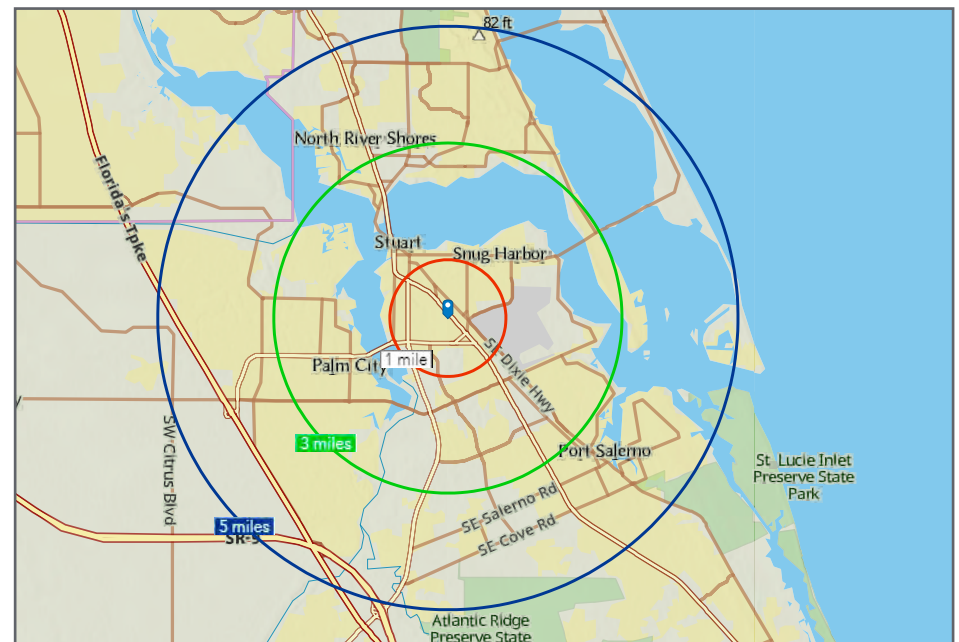 82 ft
North River Shores
Florida's Tpke
Stuart
Snug Harbor
1 mile
Palm City
SE Dixie Hwy
3 miles
Port Salerno
SW Citrus Blvd
St. Lucie Inlet
Preserve State
Park
SE Salerno Rd
5 miles
SE Cove Rd
Atlantic Ridge
Preserve State